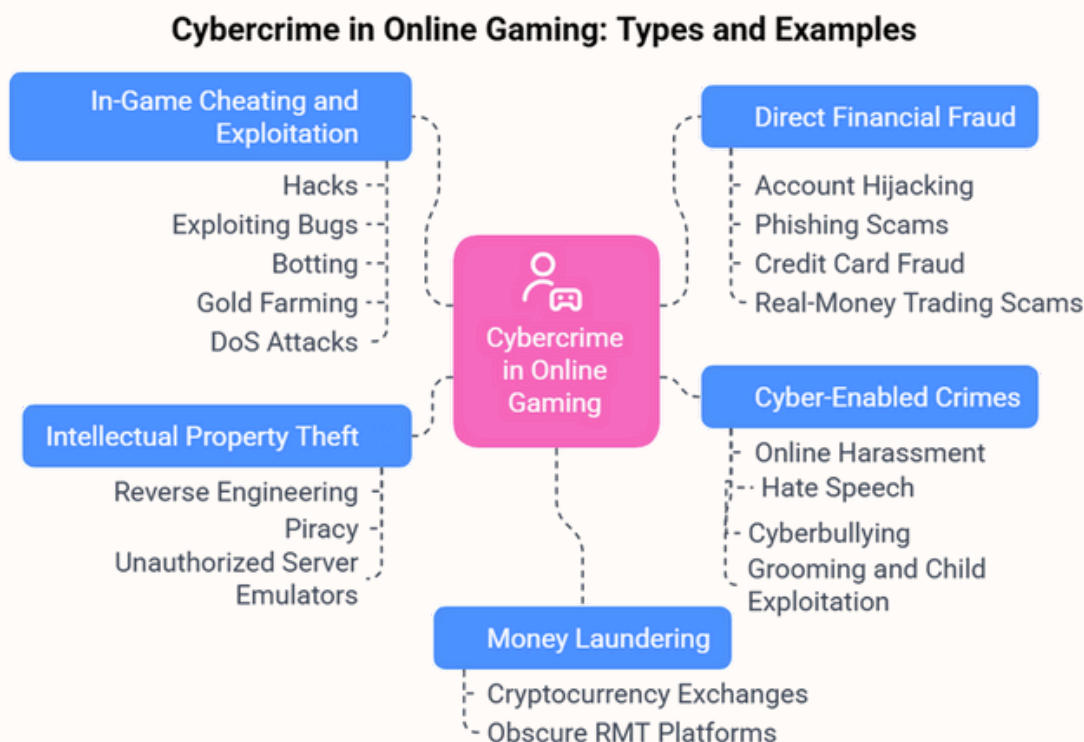 Cybercrime in Online Gaming: Types and Examples
In-Game Cheating and
Exploitation
Hacks
Exploiting Bugs
Botting
Gold Farming
DoS Attacks
Direct Financial Fraud
Account Hijacking
Phishing Scams
Credit Card Fraud
Real-Money Trading Scams
Cybercrime
in Online
Gaming
Intellectual Property Theft
Reverse Engineering
Piracy
Unauthorized Server
Emulators
Cyber-Enabled Crimes
Online Harassment
Hate Speech
Cyberbullying
Grooming and Child
Exploitation
Money Laundering
Cryptocurrency Exchanges
Obscure RMT Platforms